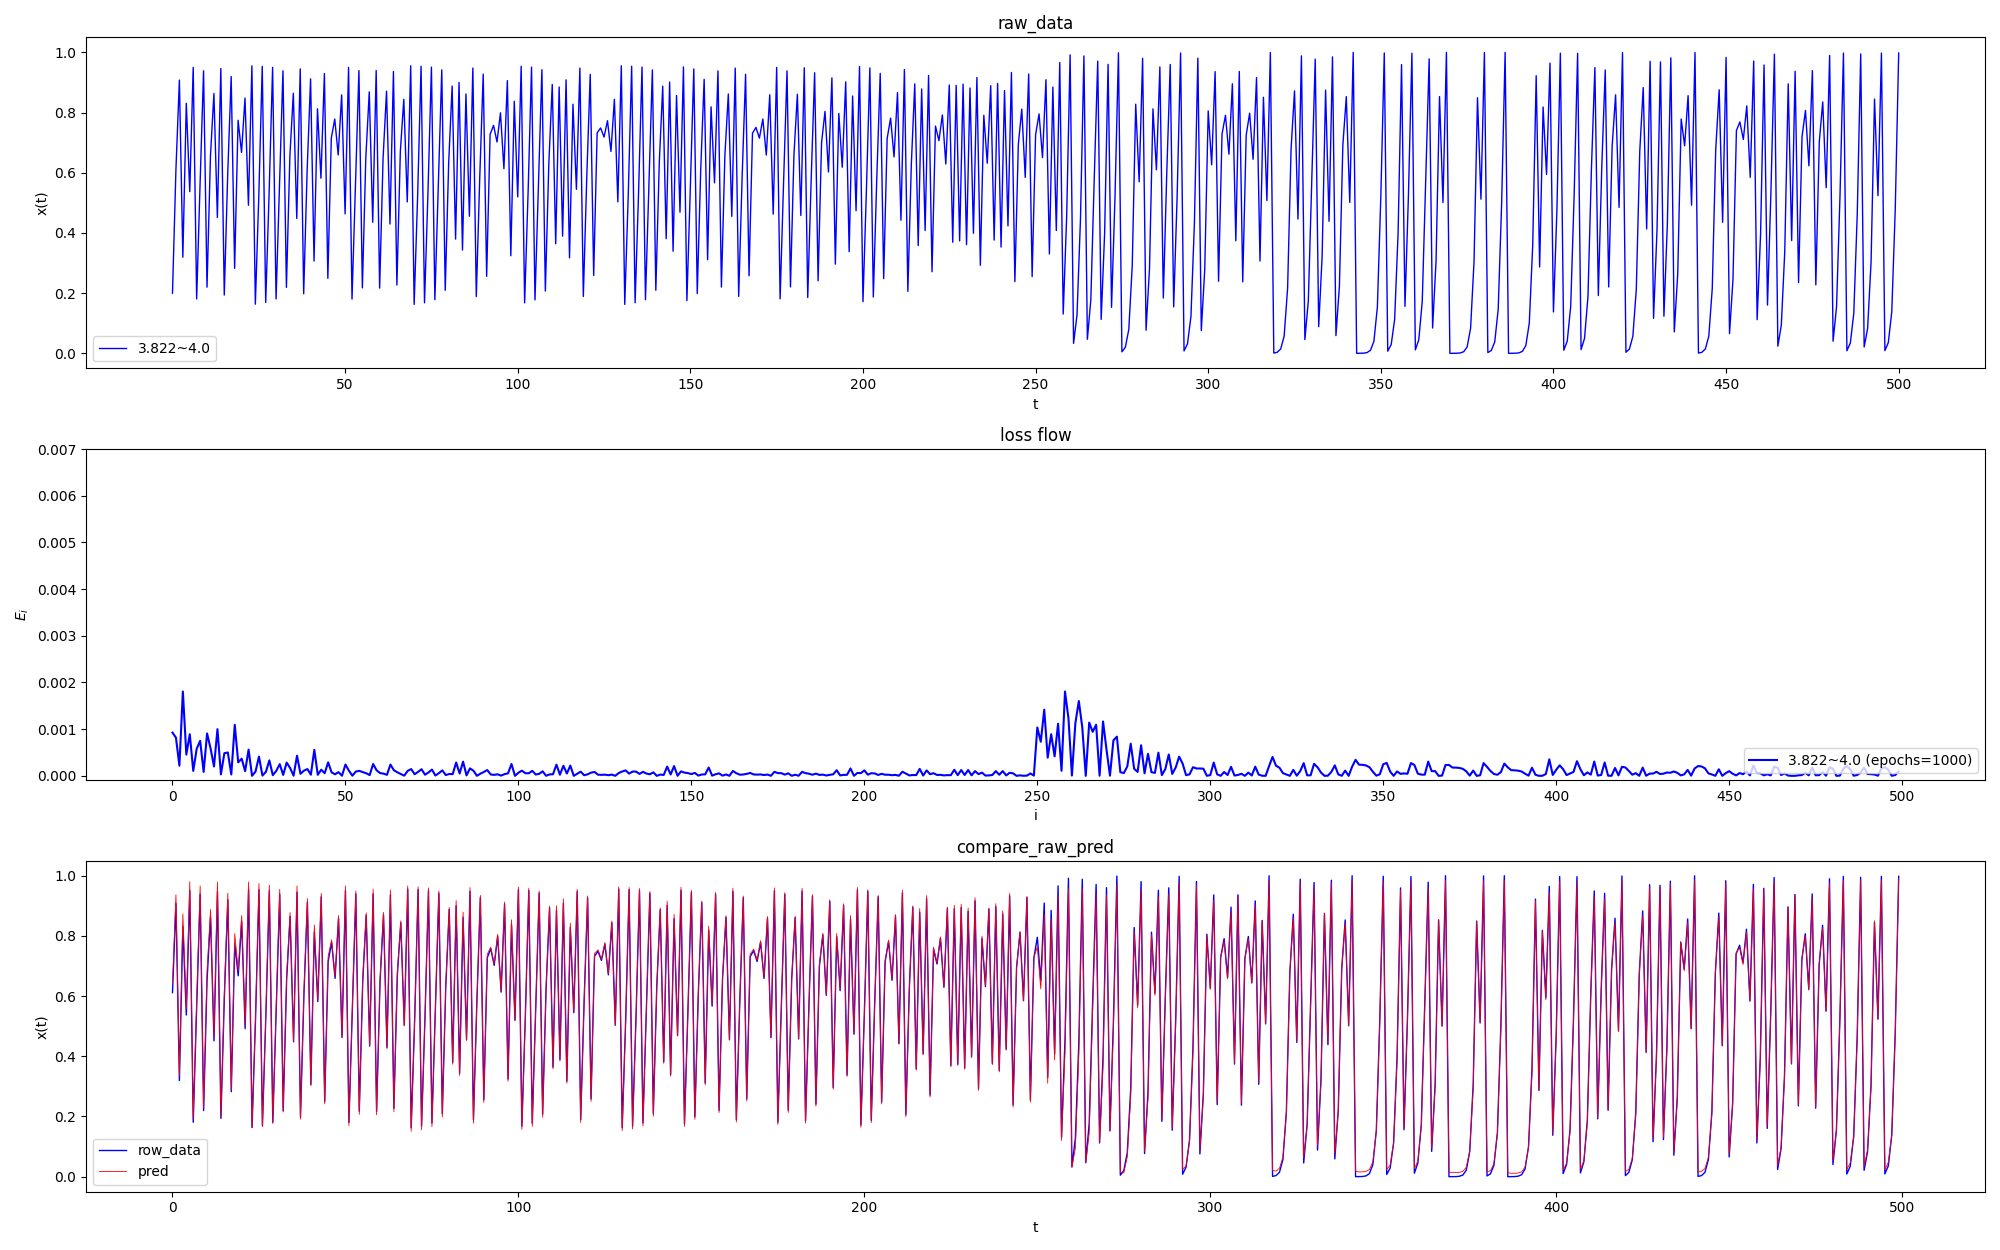 raw_data
1.0
0.8
0.6
0.4
0.2
0.0
x(t)
3.822~4.0
50 100 150 200 250 300 350 400 450 500
t
loss flow
0.007
0.006
0.005
0.004
0.003
0.002
0.001
0.000
E_i
3.822~4.0 (epochs=1000)
0 50 100 150 200 250 300 350 400 450 500
i
compare_raw_pred
1.0
0.8
0.6
0.4
0.2
0.0
x(t)
row_data
pred
0 100 200 300 400 500
t